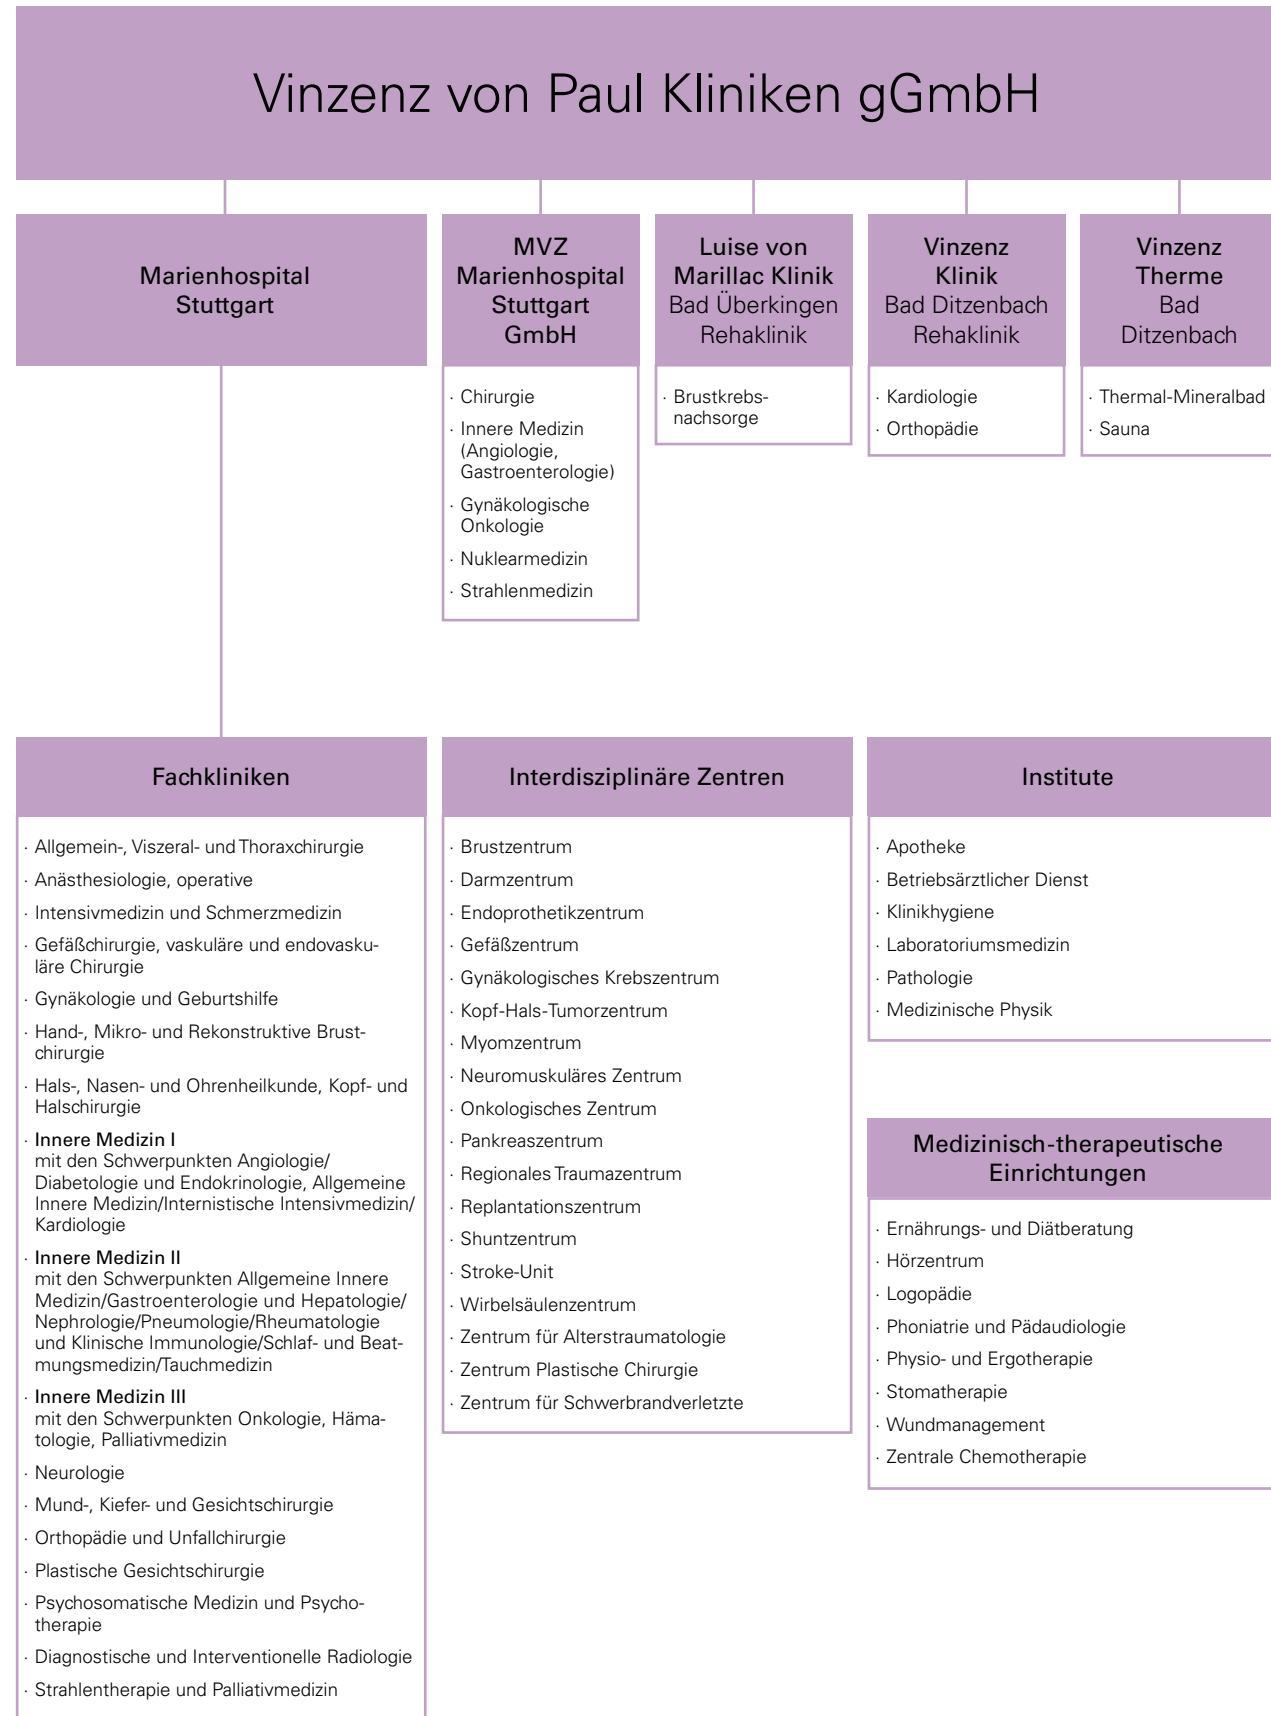 Vinzenz von Paul Kliniken gGmbH
Marienhospital
Stuttgart
MVZ
Marienhospital
Stuttgart
GmbH
· Chirurgie
· Innere Medizin
(Angiologie,
Gastroenterologie)
· Gynäkologische
Onkologie
· Nuklearmedizin
· Strahlenmedizin
Luise von
Marillac Klinik
Bad Überkingen
Rehaklinik
· Brustkrebs-
nachsorge
Vinzenz
Klinik
Bad Ditzenbach
Rehaklinik
· Kardiologie
· Orthopädie
Vinzenz
Therme
Bad
Ditzenbach
· Thermal-Mineralbad
· Sauna
Fachkliniken
· Allgemein-, Viszeral- und Thoraxchirurgie
· Anästhesiologie, operative
· Intensivmedizin und Schmerzmedizin
· Gefäßchirurgie, vaskuläre und endovasku-
läre Chirurgie
· Gynäkologie und Geburtshilfe
· Hand-, Mikro- und Rekonstruktive Brust-
chirurgie
· Hals-, Nasen- und Ohrenheilkunde, Kopf- und
Halschirurgie
· Innere Medizin I
mit den Schwerpunkten Angiologie/
Diabetologie und Endokrinologie, Allgemeine
Innere Medizin/Internistische Intensivmedizin/
Kardiologie
· Innere Medizin II
mit den Schwerpunkten Allgemeine Innere
Medizin/Gastroenterologie und Hepatologie/
Nephrologie/Pneumologie/Rheumatologie
und Klinische Immunologie/Schlaf- und Beat-
mungsmedizin/Tauchmedizin
· Innere Medizin III
mit den Schwerpunkten Onkologie, Häma-
tologie, Palliativmedizin
· Neurologie
· Mund-, Kiefer- und Gesichtschirurgie
· Orthopädie und Unfallchirurgie
· Plastische Gesichtschirurgie
· Psychosomatische Medizin und Psycho-
therapie
· Diagnostische und Interventionelle Radiologie
· Strahlentherapie und Palliativmedizin
Interdisziplinäre Zentren
· Brustzentrum
· Darmzentrum
· Endoprothetikzentrum
· Gefäßzentrum
· Gynäkologisches Krebszentrum
· Kopf-Hals-Tumorzentrum
· Myomzentrum
· Neuromuskuläres Zentrum
· Onkologisches Zentrum
· Pankreaszentrum
· Regionales Traumazentrum
· Replantationszentrum
· Shuntzentrum
· Stroke-Unit
· Wirbelsäulenzentrum
· Zentrum für Alterstraumatologie
· Zentrum Plastische Chirurgie
· Zentrum für Schwerbrandverletzte
Institute
· Apotheke
· Betriebsärztlicher Dienst
· Klinikhygiene
· Laboratoriumsmedizin
· Pathologie
· Medizinische Physik
Medizinisch-therapeutische
Einrichtungen
· Ernährungs- und Diätberatung
· Hörzentrum
· Logopädie
· Phoniatrie und Pädaudiologie
· Physio- und Ergotherapie
· Stomatherapie
· Wundmanagement
· Zentrale Chemotherapie